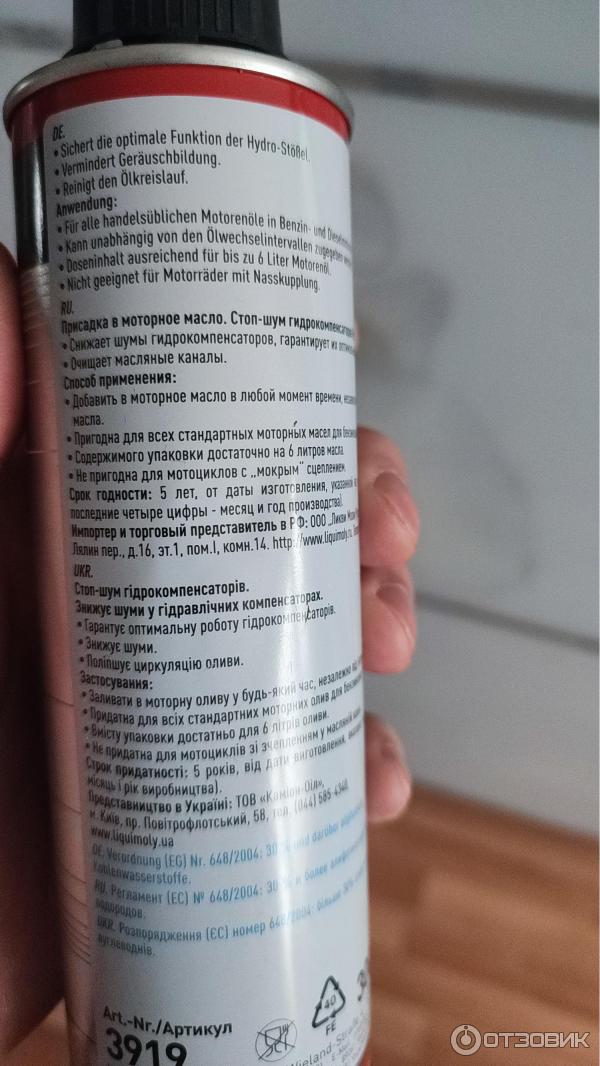 DE.
• Sichert die optimale Funktion der Hydro-Stößel.
• Vermindert Geräuschbildung.
• Reinigt den Ölkreislauf.
Anwendung:
• Für alle handelsüblichen Motorenöle in Benzin- und
• Kann unabhängig von den Ölwechselintervallen zugegeben
• Doseninhalt ausreichend für bis zu 6 Liter Motorenöl.
• Nicht geeignet für Motorräder mit Nasskupplung.
RU.
Присадка в моторное масло. Стоп-шум гидрокомпенсаторов
• Снижает шумы гидрокомпенсаторов, гарантирует их
• Очищает масляные каналы.
Способ применения:
• Добавить в моторное масло в любой момент времени,
масла.
• Пригодна для всех стандартных моторных масел для
• Содержимого упаковки достаточно на 6 литров масла.
• Не пригодна для мотоциклов с „мокрым" сцеплением.
Срок годности: 5 лет, от даты изготовления, указанной
последние четыре цифры - месяц и год производства).
Импортер и торговый представитель в РФ: ООО „Ликви Моли
Лялин пер., д.16, эт.1, пом.I, комн.14. http://www.liquimoly.ru.
UKR.
Стоп-шум гідрокомпенсаторів.
Знижує шуми у гідравлічних компенсаторах.
• Гарантує оптимальну роботу гідрокомпенсаторів.
• Знижує шуми.
• Поліпшує циркуляцію оливи.
Застосування:
• Заливати в моторну оливу у будь-який час, незалежно від
• Придатна для всіх стандартних моторних олив для
• Вмісту упаковки достатньо для 6 літрів оливи.
• Не придатна для мотоциклів зі зчепленням у масляній
Строк придатності: 5 років, від дати виготовлення,
місяць і рік виробництва).
Представництво в Україні: ТОВ «Каміон-Оіл»,
м. Київ, пр. Повітрофлотський, 58, тел. (044) 585-4340.
www.liquimoly.ua
DE. Verordnung (EG) Nr. 648/2004: 30 % und darüber
Kohlenwasserstoffe.
RU. Регламент (ЕС) № 648/2004: 30 % и более
водородов.
UKR. Розпорядження (ЄС) номер 648/2004: більше 30%
вуглеводнів.
Art.-Nr./Артикул
3919
40
FE
ОТЗОВИК